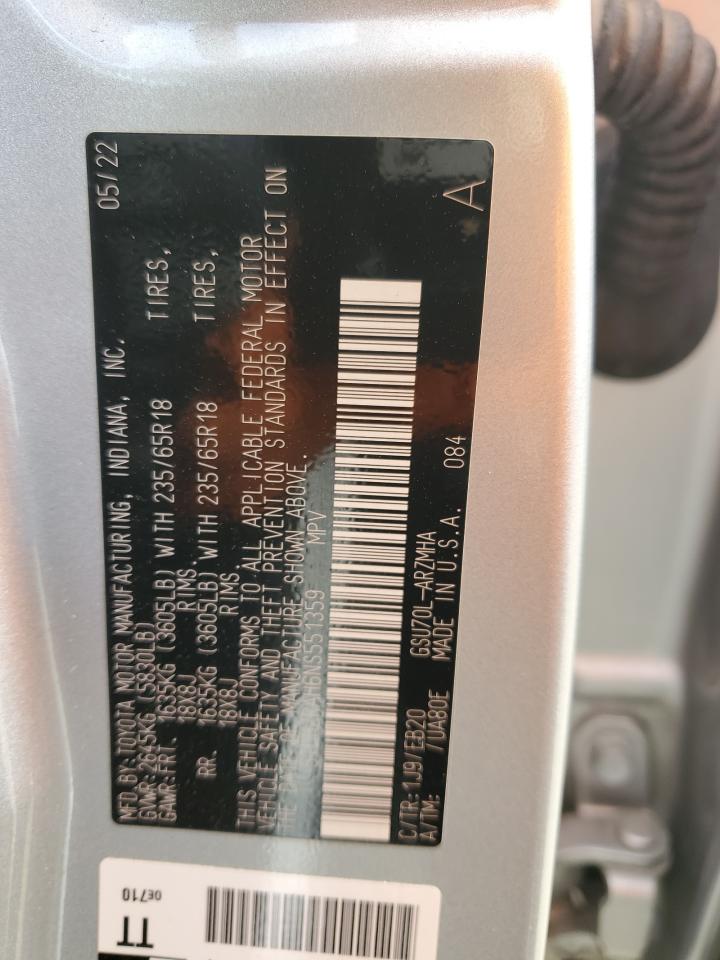 MFD.BY:TOYOTA MOTOR MANUFACTURING, INDIANA, INC. 05/22
GVWR:2645KG (5830LB)
GAWR:FRT. 1635KG (3605LB) WITH 235/65R18 TIRES,
18X8J RIMS.
RR. 1635KG (3605LB) WITH 235/65R18 TIRES,
18X8J RIMS
THIS VEHICLE CONFORMS TO ALL APPLICABLE FEDERAL MOTOR
VEHICLE SAFETY AND THEFT PREVENTION STANDARDS IN EFFECT ON
THE DATE OF MANUFACTURE SHOWN ABOVE.
MPV
C/TR:1J9/EB20 GSU70L-ARZMHA
A/TM: /UA80E MADE IN U.S.A. 084 A
TT 0E710